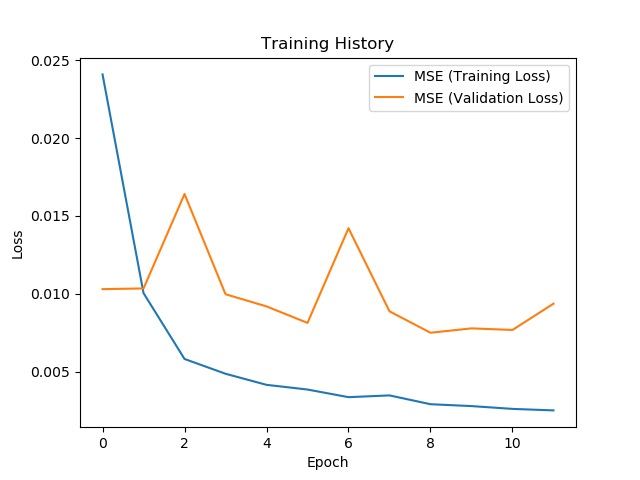 Training History
MSE (Training Loss)
MSE (Validation Loss)
0.025
0.020
0.015
0.010
0.005
Loss
0 2 4 6 8 10
Epoch